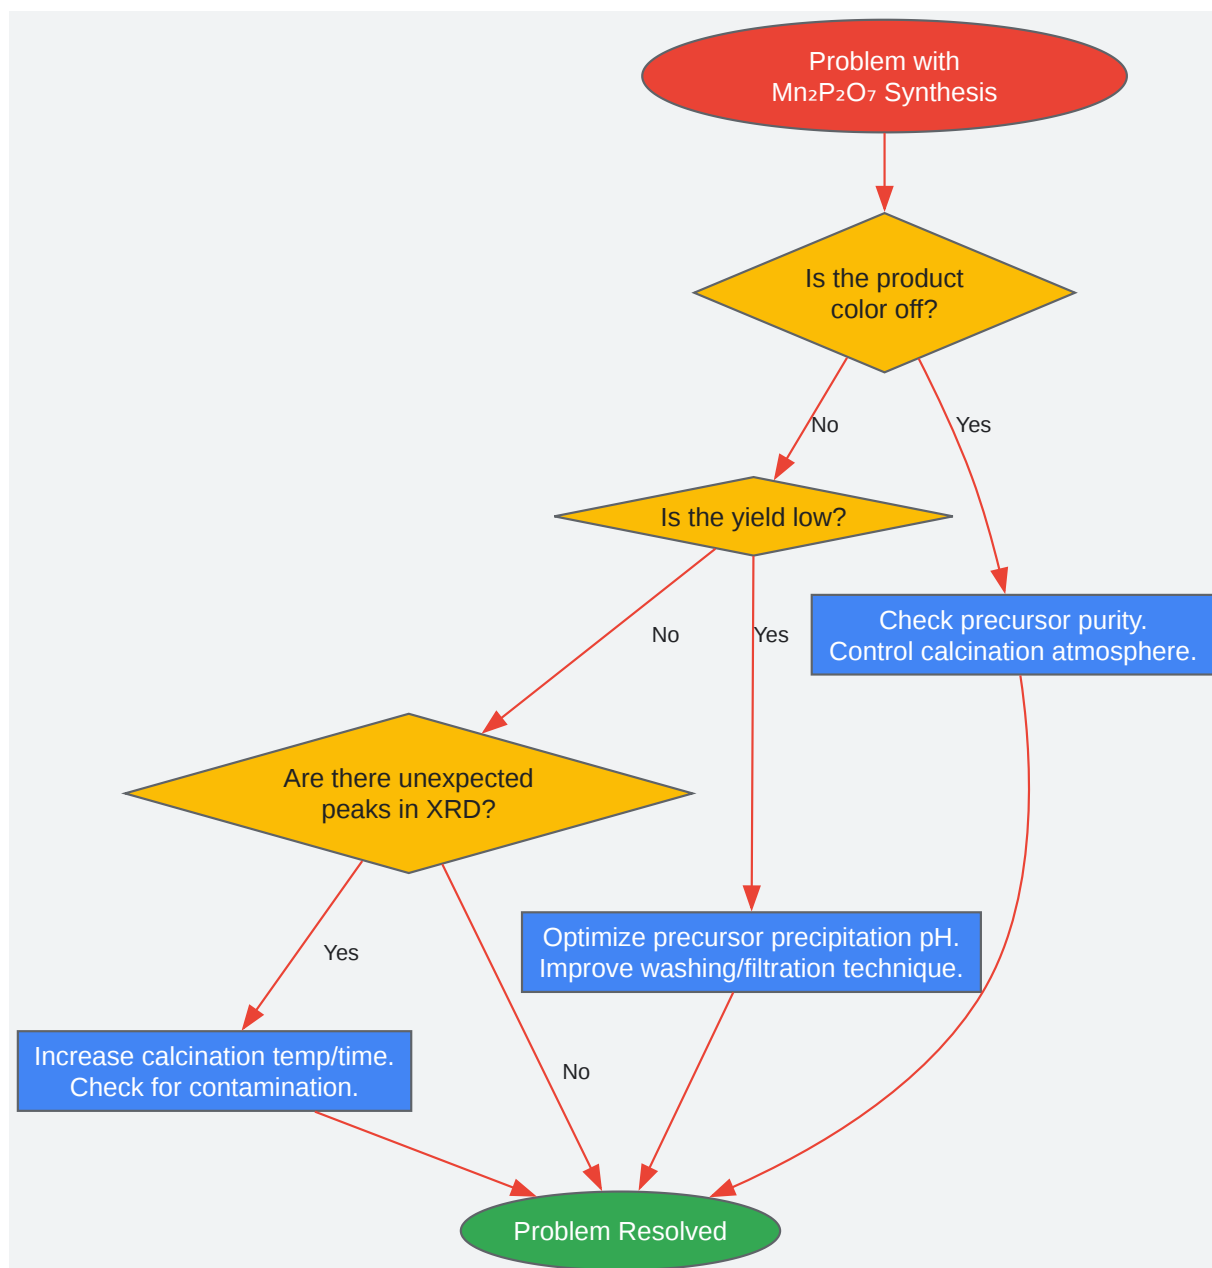 Problem with
Mn₂P₂O₇ Synthesis
Is the product
color off?
No
Yes
Is the yield low?
No
Yes
Check precursor purity.
Control calcination atmosphere.
Are there unexpected
peaks in XRD?
Yes
Optimize precursor precipitation pH.
Improve washing/filtration technique.
Increase calcination temp/time.
Check for contamination.
No
Problem Resolved